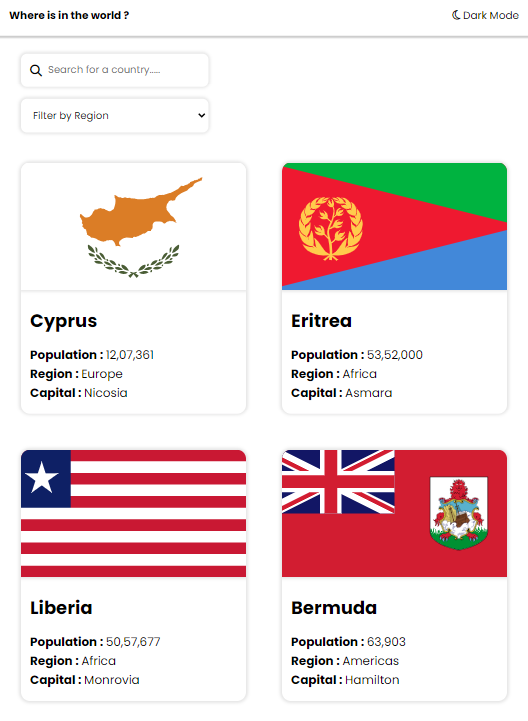 Where is in the world ?
Dark Mode
Search for a country.....
Filter by Region
Cyprus
Population : 12,07,361
Region : Europe
Capital : Nicosia
Eritrea
Population : 53,52,000
Region : Africa
Capital : Asmara
Liberia
Population : 50,57,677
Region : Africa
Capital : Monrovia
Bermuda
Population : 63,903
Region : Americas
Capital : Hamilton